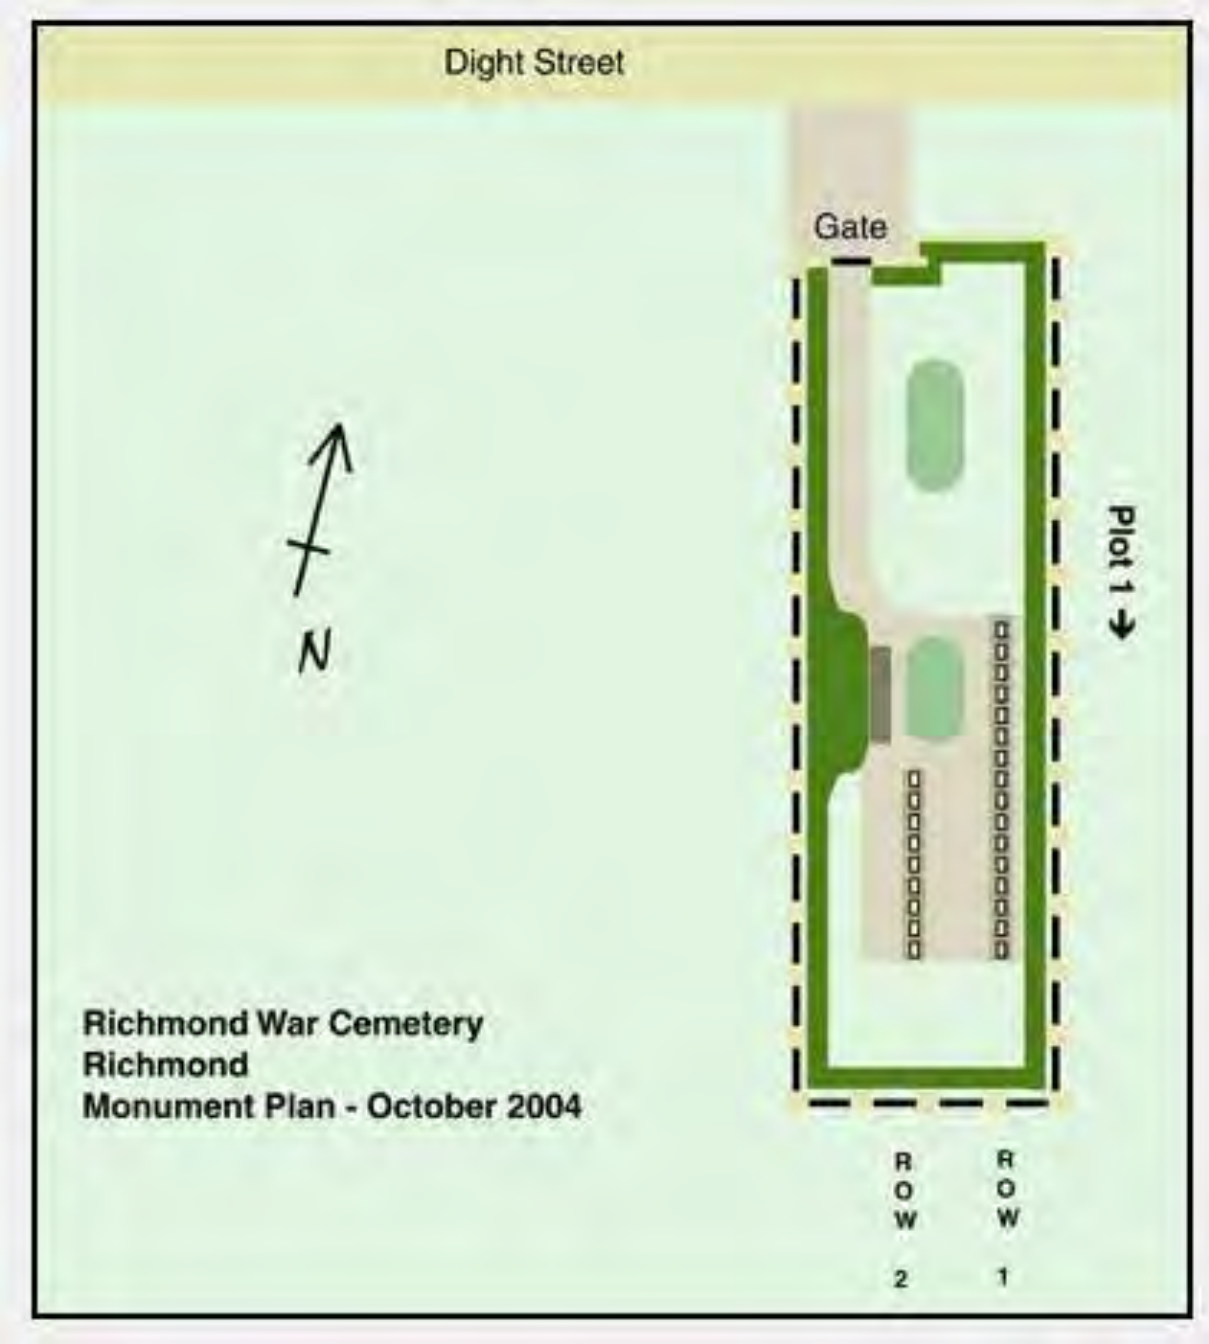 Dight Street
Gate
Plot 1 →
N
Richmond War Cemetery
Richmond
Monument Plan - October 2004
ROW 2
ROW 1